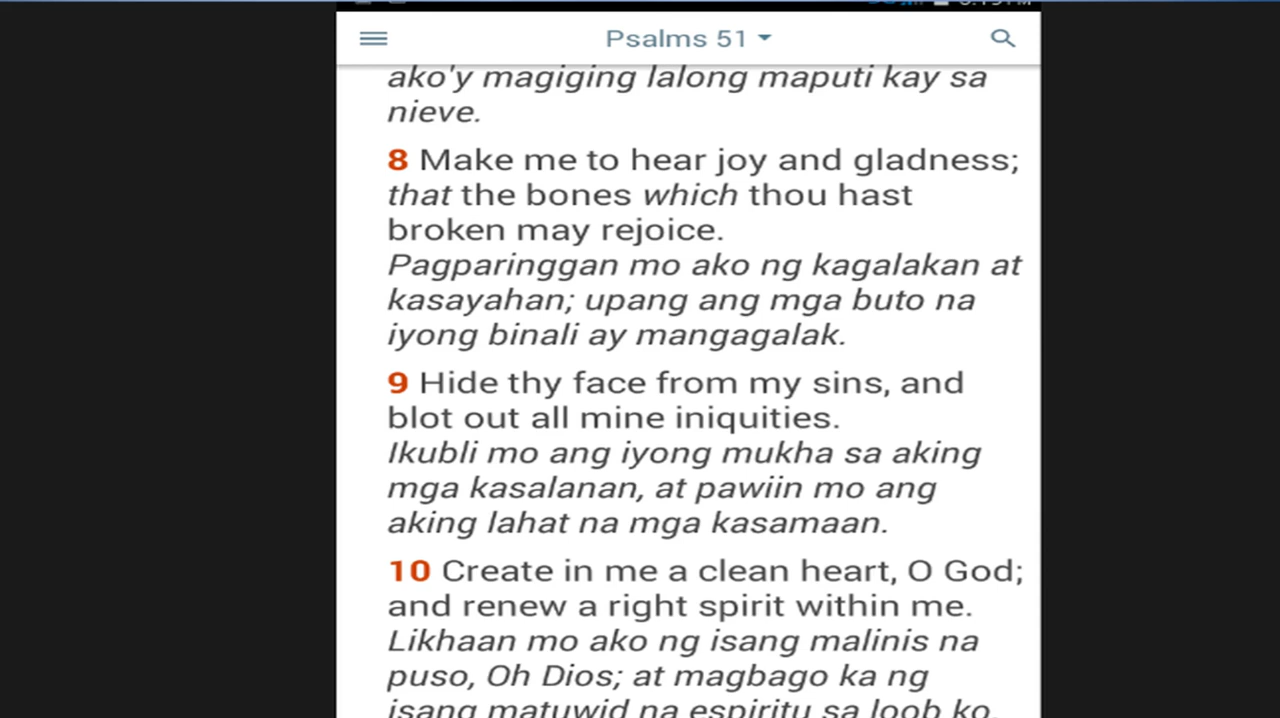 Psalms 51
ako'y magiging lalong maputi kay sa
nieve.
8 Make me to hear joy and gladness;
that the bones which thou hast
broken may rejoice.
Pagparinggan mo ako ng kagalakan at
kasayahan; upang ang mga buto na
iyong binali ay mangagalak.
9 Hide thy face from my sins, and
blot out all mine iniquities.
Ikubli mo ang iyong mukha sa aking
mga kasalanan, at pawiin mo ang
aking lahat na mga kasamaan.
10 Create in me a clean heart, O God;
and renew a right spirit within me.
Likhaan mo ako ng isang malinis na
puso, Oh Dios; at magbago ka ng
isang matuwid na espiritu sa loob ko.